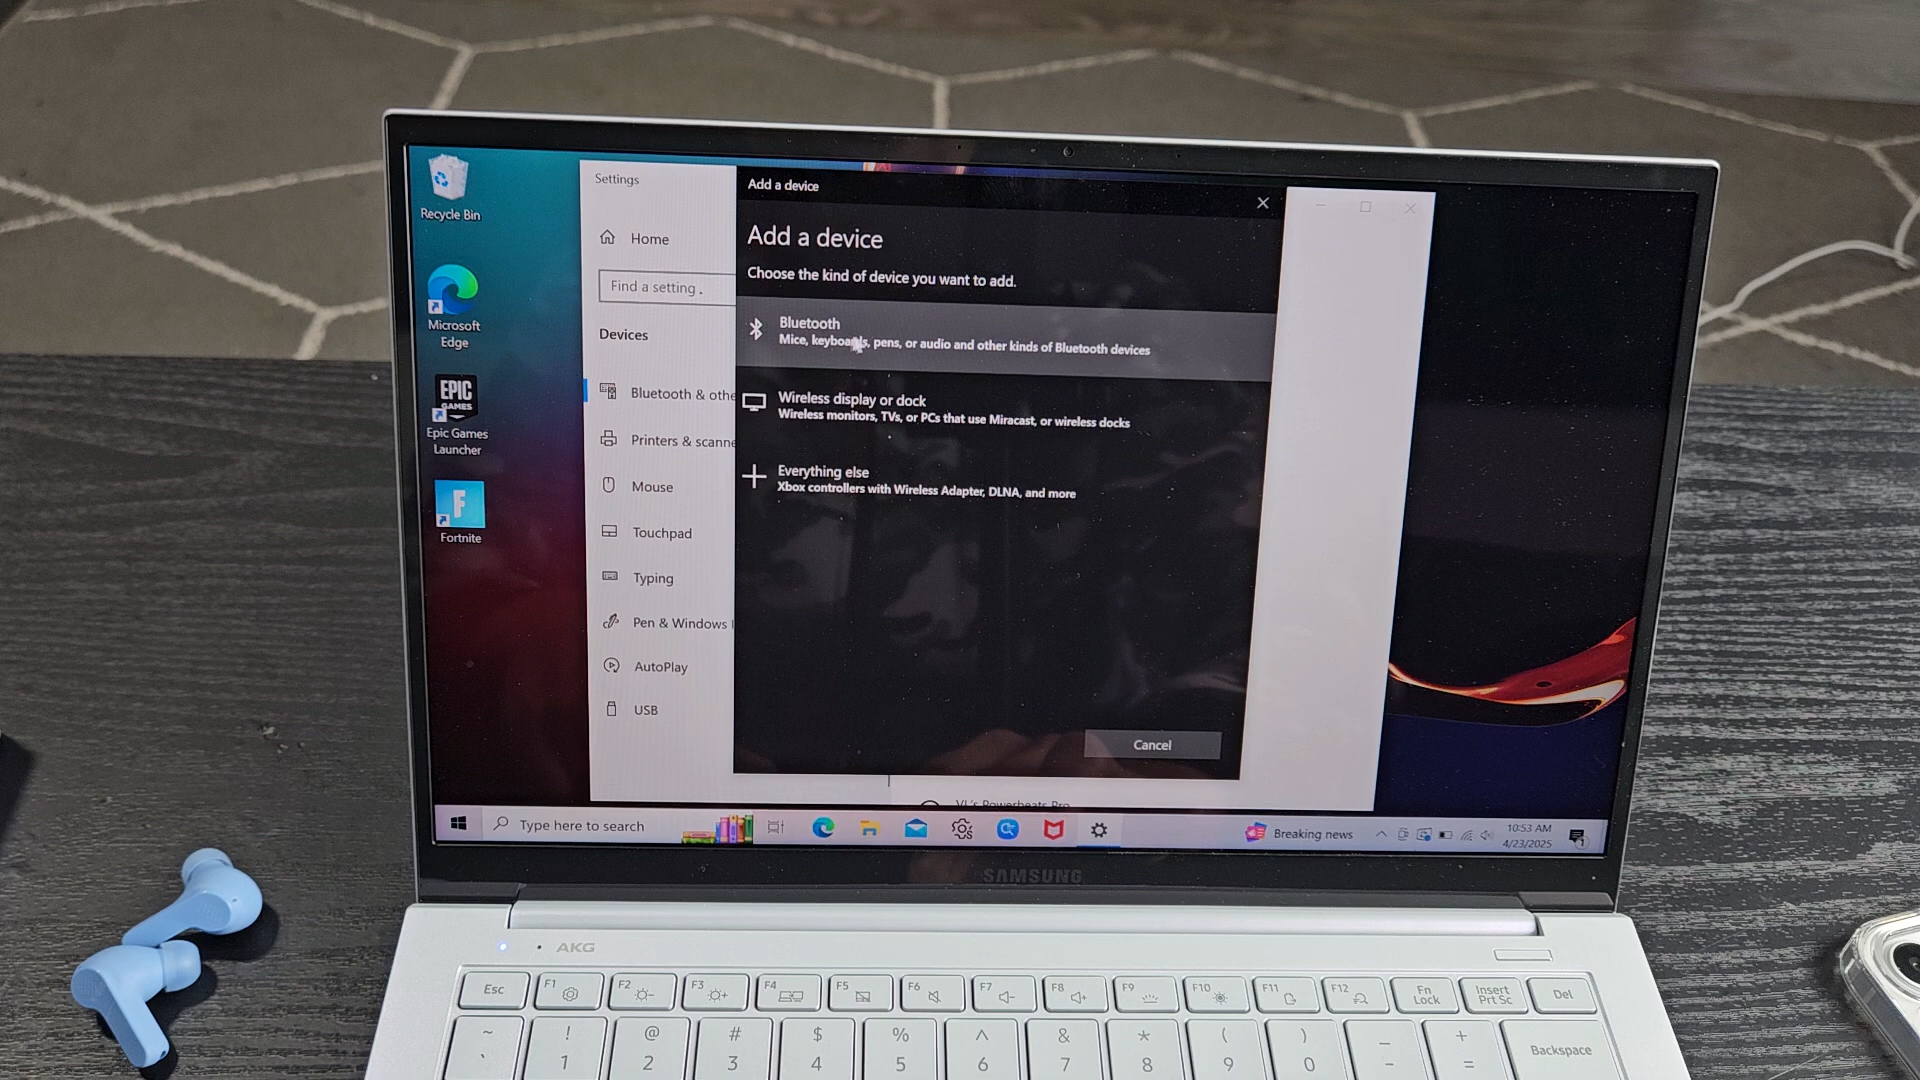 Recycle Bin
Microsoft
Edge
EPIC
GAMES
Epic Games
Launcher
F
Fortnite
Settings
Home
Find a setting
Devices
Bluetooth & othe
Printers & scanne
Mouse
Touchpad
Typing
Pen & Windows I
AutoPlay
USB
Add a device
Add a device
Choose the kind of device you want to add.
Bluetooth
Mice, keyboards, pens, or audio and other kinds of Bluetooth devices
Wireless display or dock
Wireless monitors, TVs, or PCs that use Miracast, or wireless docks
Everything else
Xbox controllers with Wireless Adapter, DLNA, and more
Cancel
VL's Powerbeats Pro
Type here to search
Breaking news
10:53 AM
4/23/2025
1
SAMSUNG
AKG
Esc F1 F2 F3 F4 F5 F6 F7 F8 F9 F10 F11 F12 Fn Lock Insert Prt Sc Del
~ ! @ # $ % ^ & * ( ) _ + Backspace
` 1 2 3 4 5 6 7 8 9 0 - =